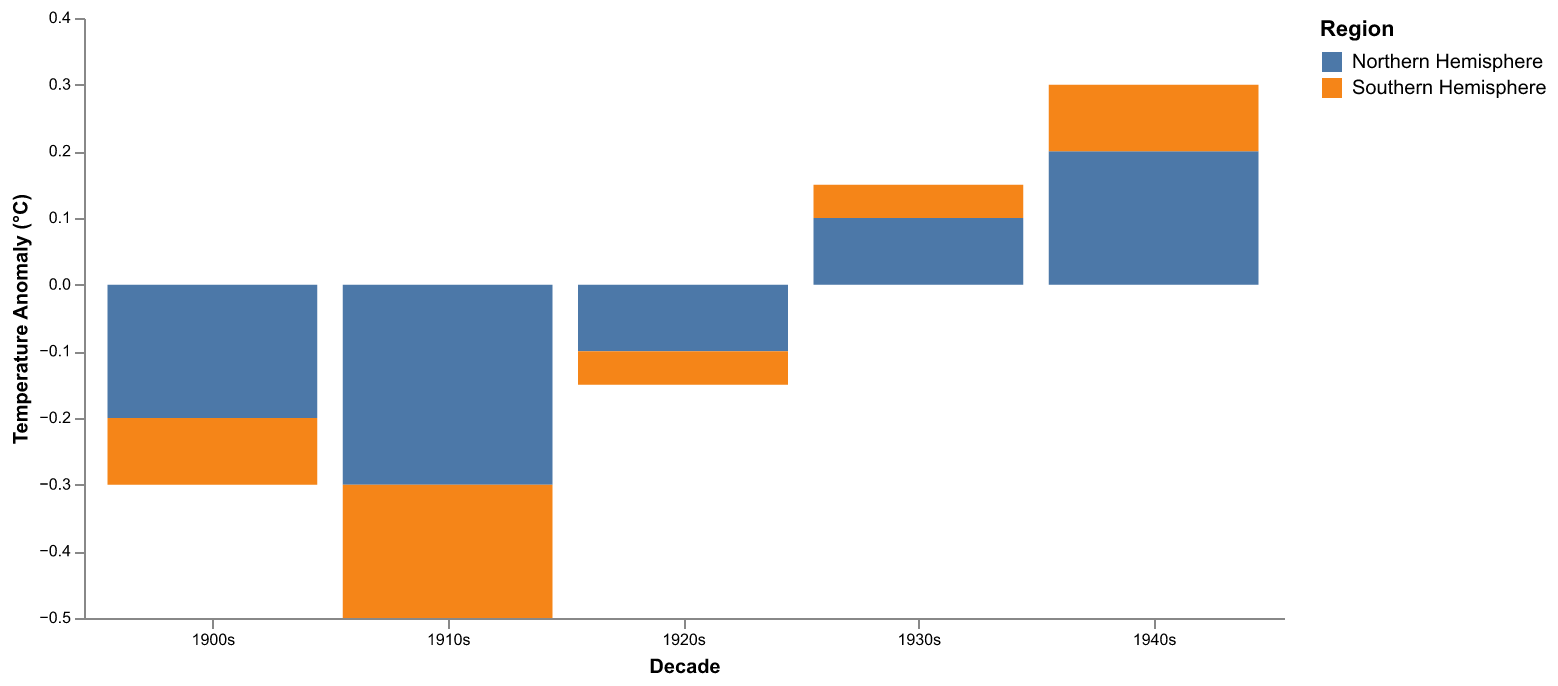 Region
Northern Hemisphere
Southern Hemisphere
Temperature Anomaly (°C)
0.4
0.3
0.2
0.1
0.0
−0.1
−0.2
−0.3
−0.4
−0.5
1900s 1910s 1920s 1930s 1940s
Decade